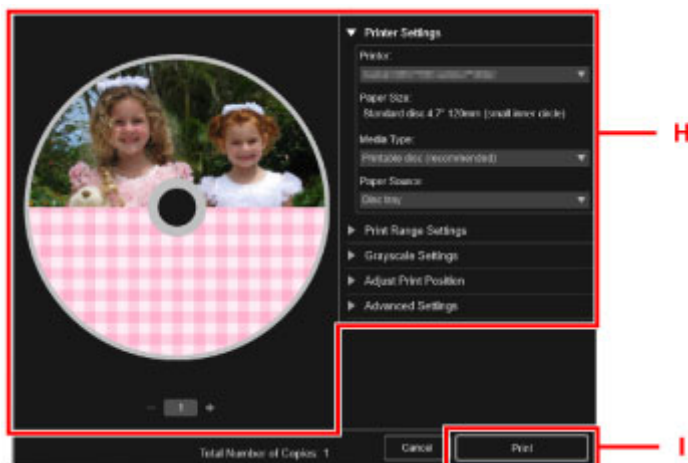 Printer Settings
Printer:
Paper Size:
Standard disc 4.7" 120mm (small inner circle)
H
Media Type:
Printable disc (recommended)
Paper Source:
Disc tray
Print Range Settings
Grayscale Settings
Adjust Print Position
Advanced Settings
- 1 +
Total Number of Copies: 1 Cancel Print I